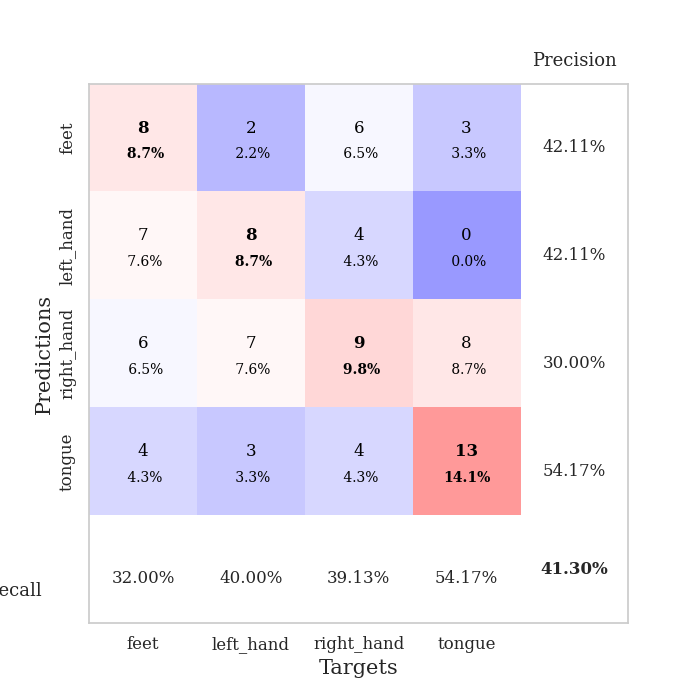 Precision
feet 8 2 6 3 42.11%
8.7% 2.2% 6.5% 3.3%
left_hand 7 8 4 0 42.11%
7.6% 8.7% 4.3% 0.0%
Predictions
right_hand 6 7 9 8 30.00%
6.5% 7.6% 9.8% 8.7%
tongue 4 3 4 13 54.17%
4.3% 3.3% 4.3% 14.1%
ecall 32.00% 40.00% 39.13% 54.17% 41.30%
feet left_hand right_hand tongue
Targets